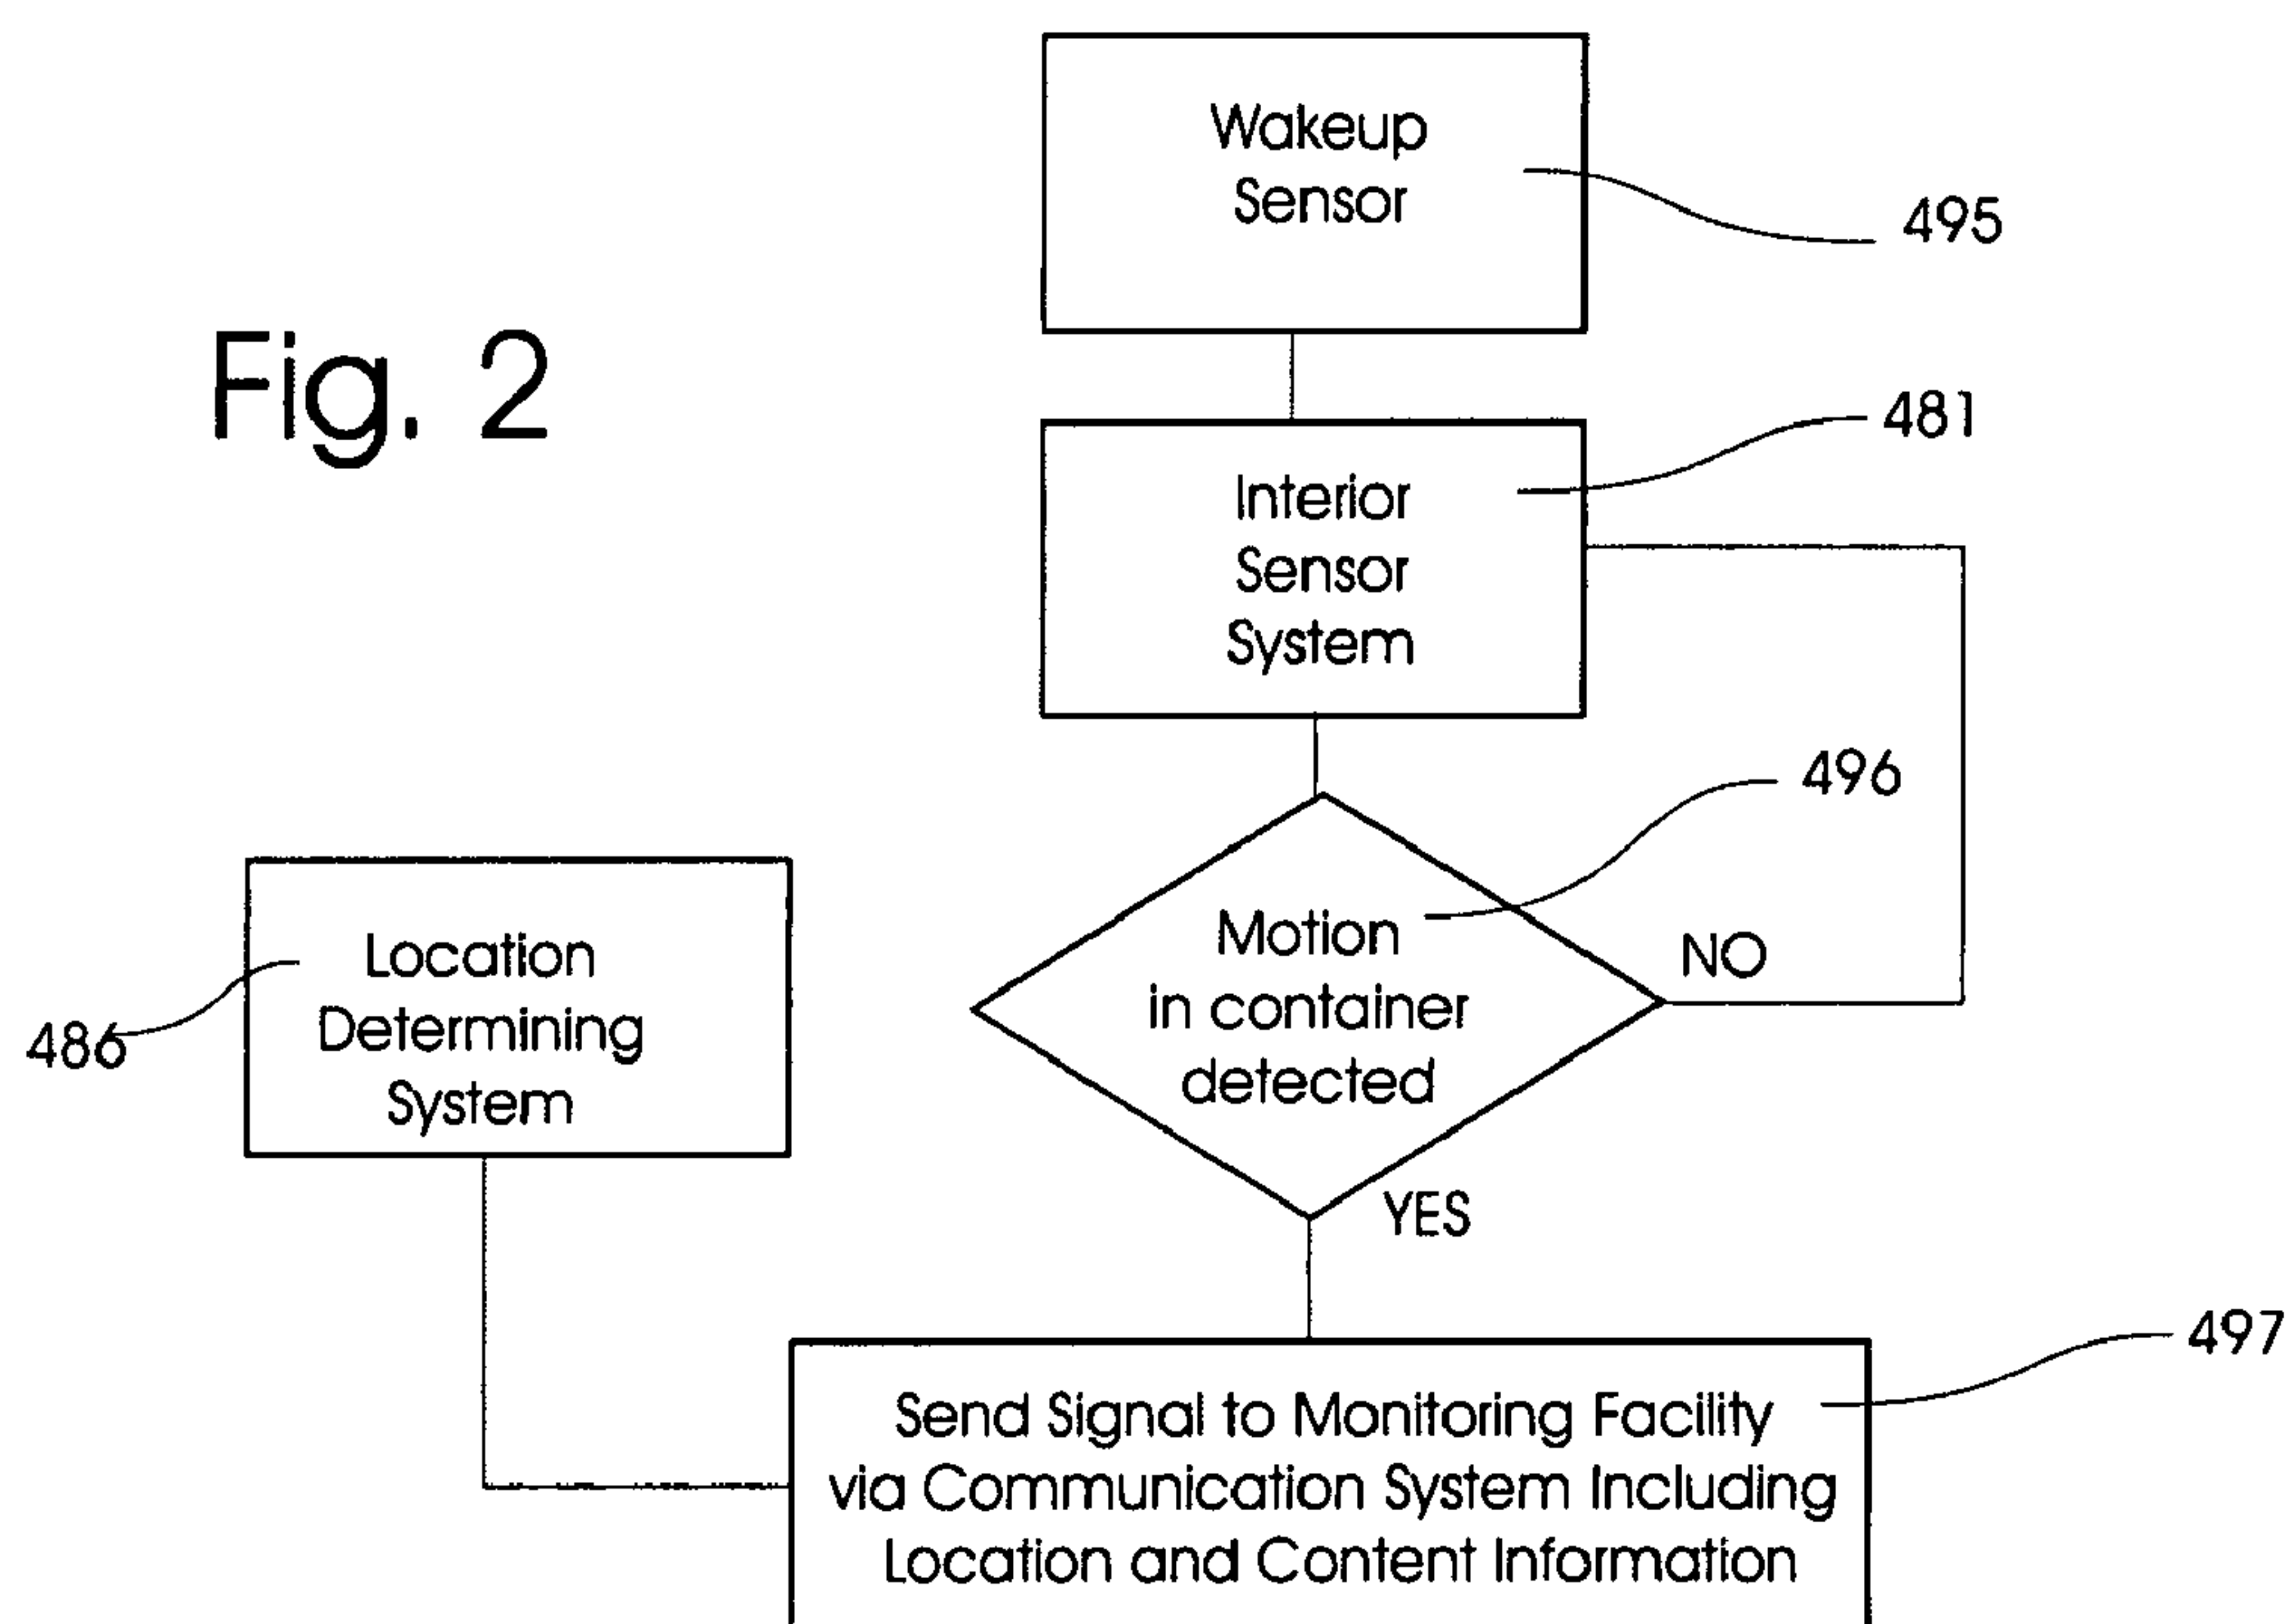 Wakeup
Sensor
495
Fig. 2
481
Interior
Sensor
System
496
Motion
in container
detected
NO
Location
Determining
System
486
YES
497
Send Signal to Monitoring Facility
via Communication System Including
Location and Content Information